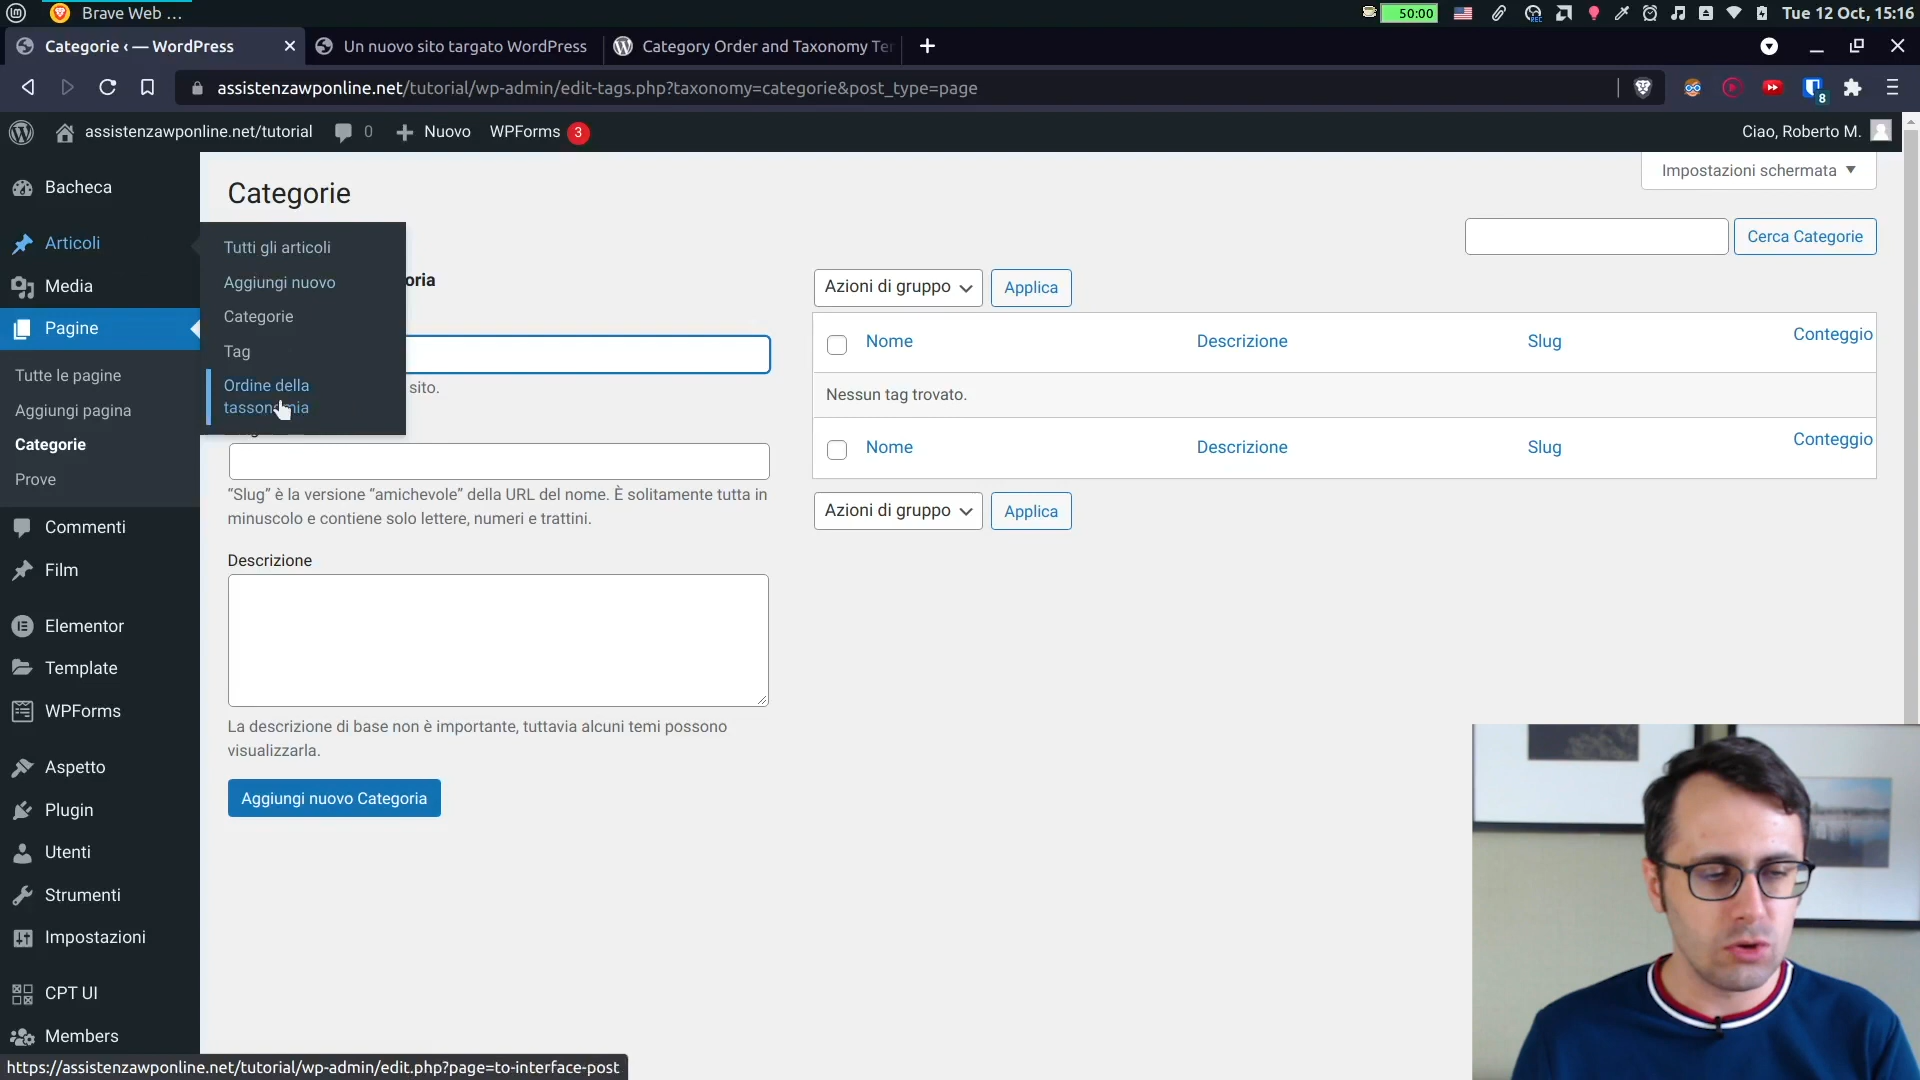 Brave Web ...
50:00
Tue 12 Oct, 15:16
Categorie ‹ — WordPress
Un nuovo sito targato WordPress
Category Order and Taxonomy Ter
assistenzawponline.net/tutorial/wp-admin/edit-tags.php?taxonomy=categorie&post_type=page
8
assistenzawponline.net/tutorial
0
Nuovo
WPForms 3
Ciao, Roberto M.
Bacheca
Articoli
Media
Pagine
Tutte le pagine
Aggiungi pagina
Categorie
Prove
Commenti
Film
Elementor
Template
WPForms
Aspetto
Plugin
Utenti
Strumenti
Impostazioni
CPT UI
Members
Tutti gli articoli
Aggiungi nuovo
Categorie
Tag
Ordine della
tassonomia
Categorie
Impostazioni schermata
Cerca Categorie
oria
sito.
“Slug” è la versione “amichevole” della URL del nome. È solitamente tutta in
minuscolo e contiene solo lettere, numeri e trattini.
Descrizione
La descrizione di base non è importante, tuttavia alcuni temi possono
visualizzarla.
Aggiungi nuovo Categoria
Azioni di gruppo
Applica
Nome
Descrizione
Slug
Conteggio
Nessun tag trovato.
Nome
Descrizione
Slug
Conteggio
Azioni di gruppo
Applica
https://assistenzawponline.net/tutorial/wp-admin/edit.php?page=to-interface-post